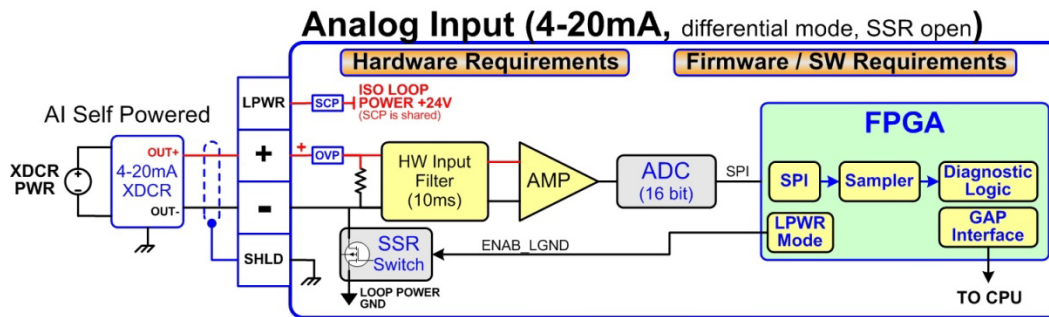 Analog Input (4-20mA, differential mode, SSR open)
Hardware Requirements
Firmware / SW Requirements
AI Self Powered
XDCR
PWR
OUT+
4-20mA
XDCR
OUT-
LPWR
+
-
SHLD
SCP
ISO LOOP
POWER +24V
(SCP is shared)
+
OVP
HW Input
Filter
(10ms)
AMP
ADC
(16 bit)
SPI
SSR
Switch
LOOP POWER
GND
ENAB_LGND
FPGA
SPI
Sampler
Diagnostic
Logic
LPWR
Mode
GAP
Interface
TO CPU